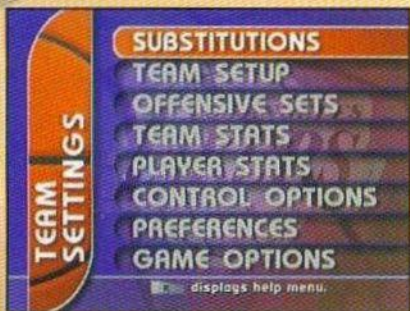 TEAM SETTINGS
SUBSTITUTIONS
TEAM SETUP
OFFENSIVE SETS
TEAM STATS
PLAYER STATS
CONTROL OPTIONS
PREFERENCES
GAME OPTIONS
displays help menu.